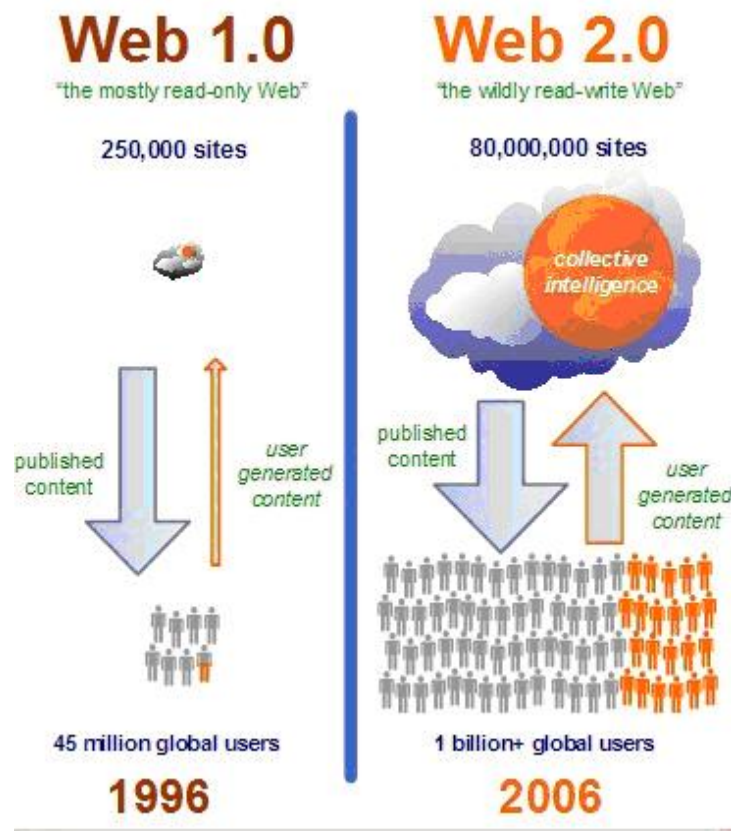 Web 1.0
"the mostly read-only Web"
250,000 sites
published
content
user
generated
content
45 million global users
1996
Web 2.0
"the wildly read-write Web"
80,000,000 sites
collective
intelligence
published
content
user
generated
content
1 billion+ global users
2006